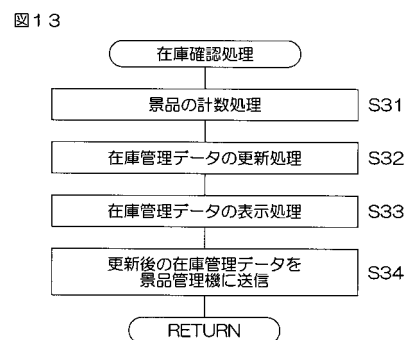 図13
在庫確認処理
景品の計数処理 S31
在庫管理データの更新処理 S32
在庫管理データの表示処理 S33
更新後の在庫管理データを
景品管理機に送信 S34
RETURN